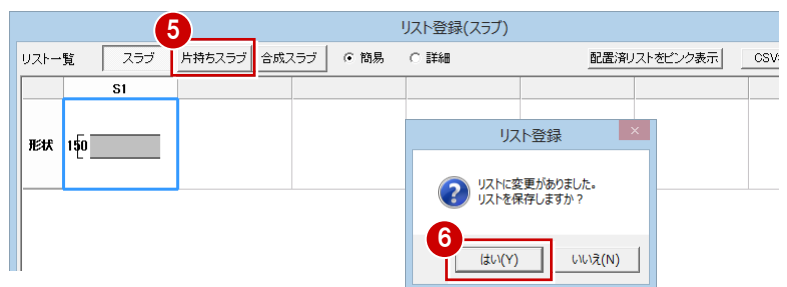 5
リスト登録(スラブ)
リスト一覧 スラブ 片持ちスラブ 合成スラブ 簡易 詳細 配置済リストをピンク表示 CSV
S1
形状 150
リスト登録 ×
? リストに変更がありました。
リストを保存しますか？
6
はい(Y) いいえ(N)